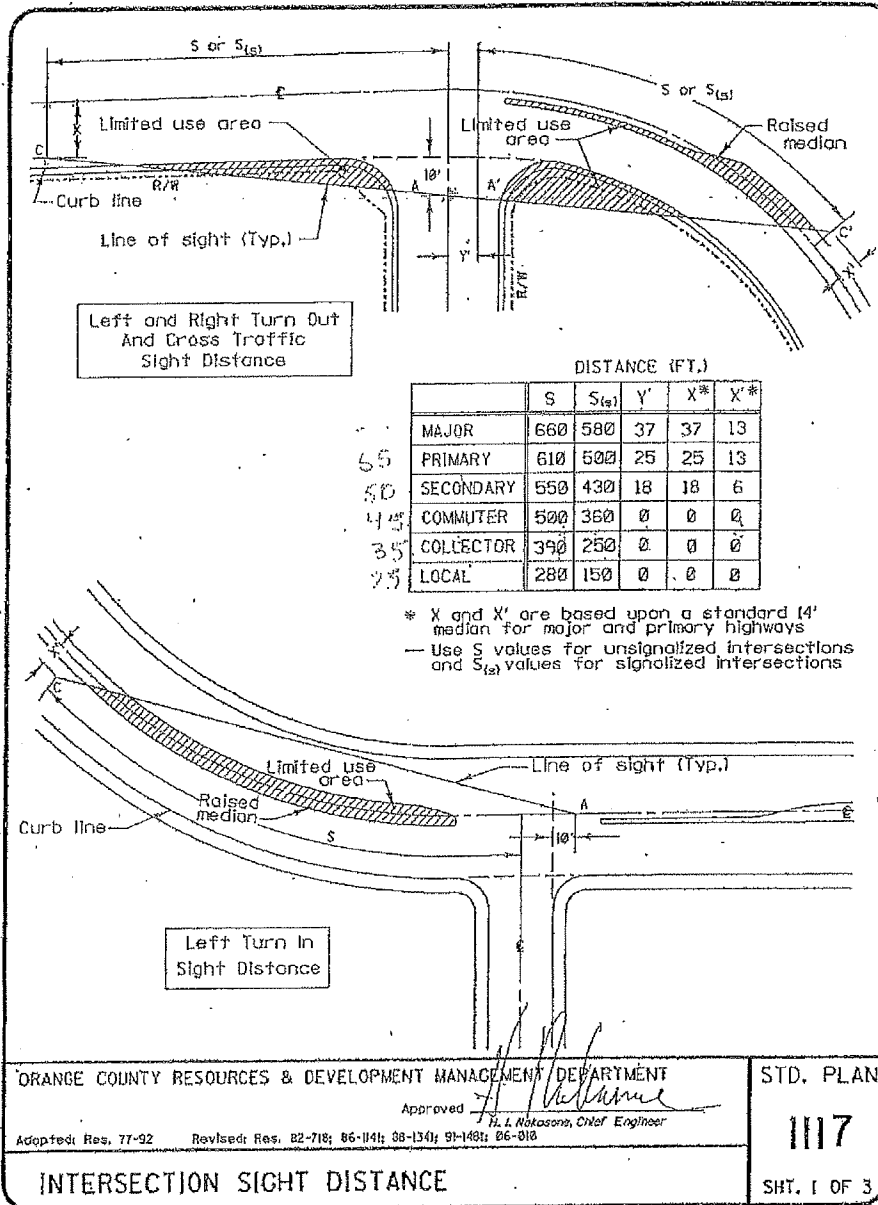 S or S(s)
S or S(s)
℄
X
Limited use area
Limited use
area
Raised
median
C
R/W
10'
A
A'
Curb line
C'
Line of sight (Typ.)
Y'
X'
R/W
Left and Right Turn Out
And Cross Traffic
Sight Distance
DISTANCE (FT.)
S S(s) Y' X* X'*
MAJOR 660 580 37 37 13
55 PRIMARY 610 500 25 25 13
50 SECONDARY 550 430 18 18 6
45 COMMUTER 500 360 0 0 0
35 COLLECTOR 390 250 0 0 0
25 LOCAL 280 150 0 0 0
* X and X' are based upon a standard 14'
median for major and primary highways
— Use S values for unsignalized intersections
and S(s) values for signalized intersections
X'
C
Limited use
area
Line of sight (Typ.)
Raised
median
A
℄
Curb line
S
10'
℄
Left Turn In
Sight Distance
ORANGE COUNTY RESOURCES & DEVELOPMENT MANAGEMENT DEPARTMENT
Approved
H. I. Nakasone, Chief Engineer
Adopted: Res. 77-92 Revised: Res. 82-718; 86-1141; 88-1341; 91-1481; 06-010
STD. PLAN
1117
INTERSECTION SIGHT DISTANCE
SHT. 1 OF 3